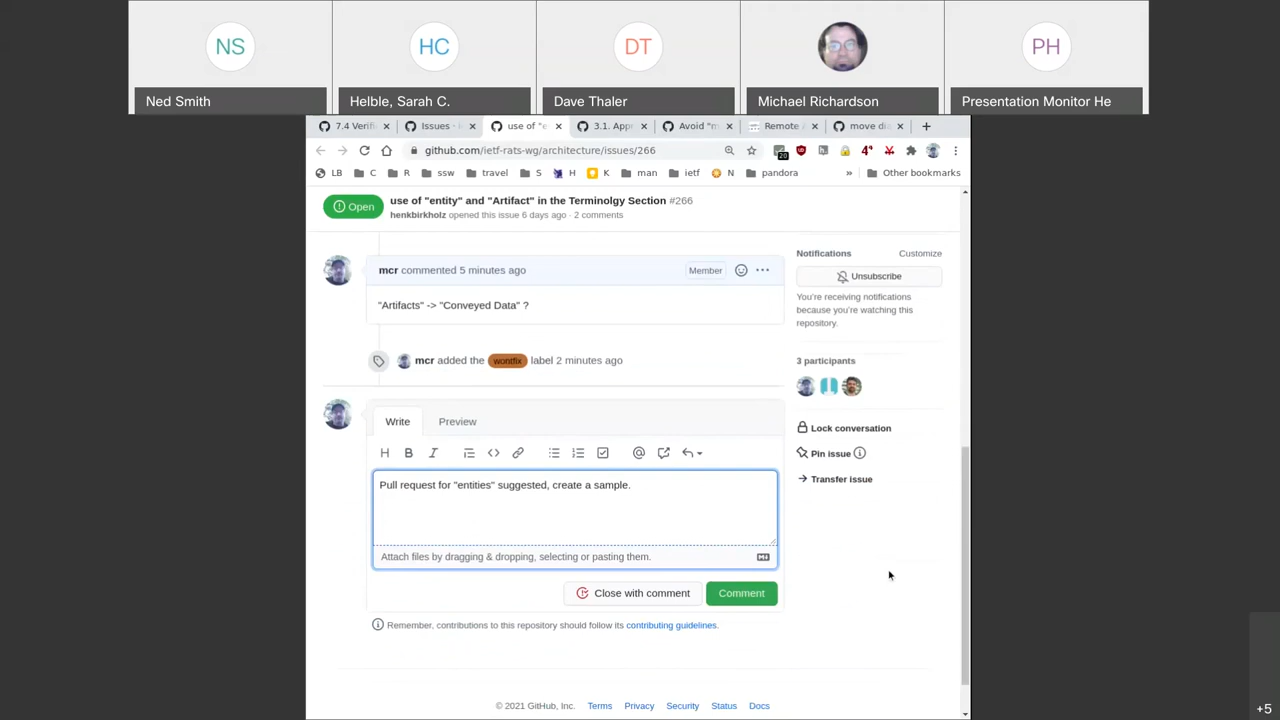 NS
HC
DT
PH
Ned Smith
Helble, Sarah C.
Dave Thaler
Michael Richardson
Presentation Monitor He
7.4 Verifi
Issues ·
use of "e
3.1. App
Avoid "m
Remote
move di
github.com/ietf-rats-wg/architecture/issues/266
20
LB
C
R
ssw
travel
S
H
K
man
ietf
N
pandora
»
Other bookmarks
Open
use of "entity" and "Artifact" in the Terminolgy Section #266
henkbirkholz opened this issue 6 days ago · 2 comments
mcr commented 5 minutes ago
Member
"Artifacts" -> "Conveyed Data" ?
mcr added the wontfix label 2 minutes ago
Write
Preview
Pull request for "entities" suggested, create a sample.
Attach files by dragging & dropping, selecting or pasting them.
Close with comment
Comment
Remember, contributions to this repository should follow its contributing guidelines.
Notifications
Customize
Unsubscribe
You're receiving notifications
because you're watching this
repository.
3 participants
Lock conversation
Pin issue
Transfer issue
© 2021 GitHub, Inc.
Terms
Privacy
Security
Status
Docs
+5